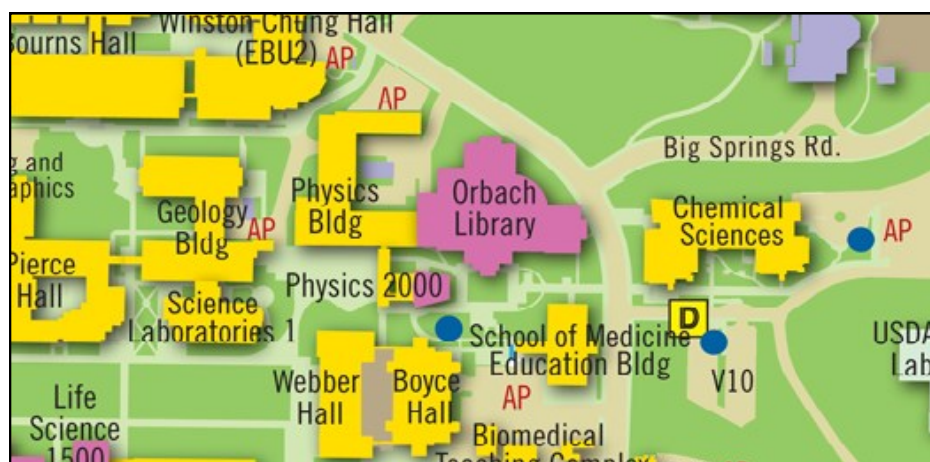 Winston Chung Hall
(EBU2)
AP
Bourns Hall
AP
Big Springs Rd.
g and
aphics
Physics
Bldg
Orbach
Library
Geology
Bldg
AP
Chemical
Sciences
AP
Pierce
Hall
Physics 2000
Science
Laboratories 1
D
School of Medicine
Education Bldg
USDA
Lab
V10
Webber
Hall
Boyce
Hall
AP
Life
Science
1500
Biomedical
Teaching Complex